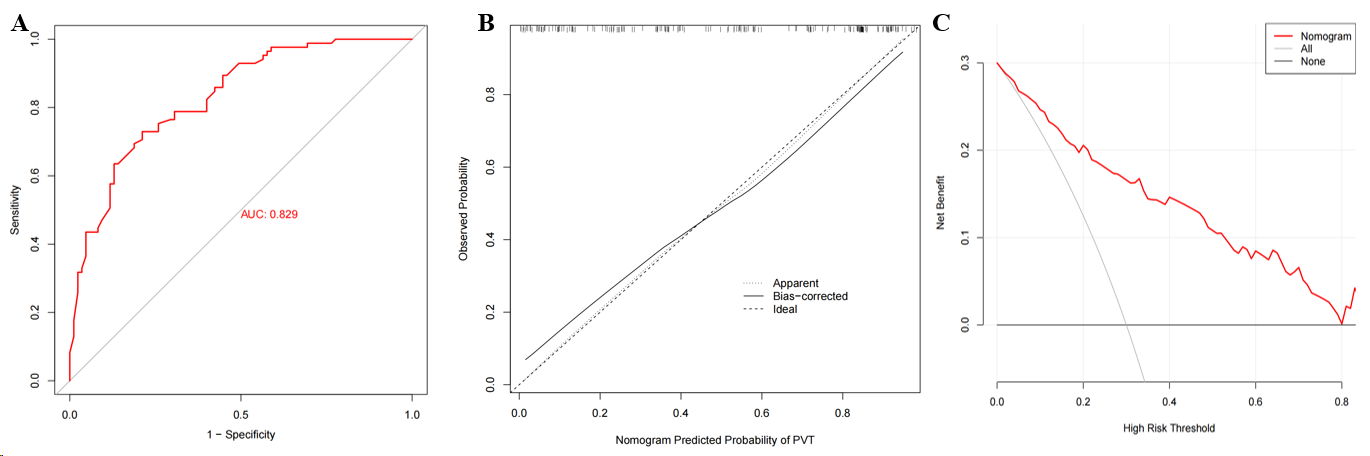 A
1.0
0.8
0.6
0.4
0.2
0.0
Sensitivity
AUC: 0.829
0.0
0.5
1.0
1 − Specificity
B
0.8
0.6
0.4
0.2
0.0
Observed Probability
Apparent
Bias−corrected
Ideal
0.0
0.2
0.4
0.6
0.8
Nomogram Predicted Probability of PVT
C
Nomogram
All
None
0.3
0.2
0.1
0.0
Net Benefit
0.0
0.2
0.4
0.6
0.8
High Risk Threshold